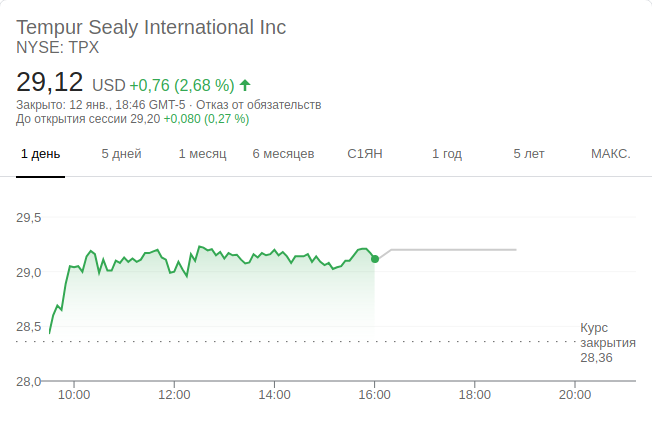 Tempur Sealy International Inc
NYSE: TPX
29,12 USD +0,76 (2,68 %)
Закрыто: 12 янв., 18:46 GMT-5 · Отказ от обязательств
До открытия сессии 29,20 +0,080 (0,27 %)
1 день 5 дней 1 месяц 6 месяцев С1ЯН 1 год 5 лет МАКС.
29,5
29,0
28,5
Курс
закрытия
28,36
28,0
10:00 12:00 14:00 16:00 18:00 20:00